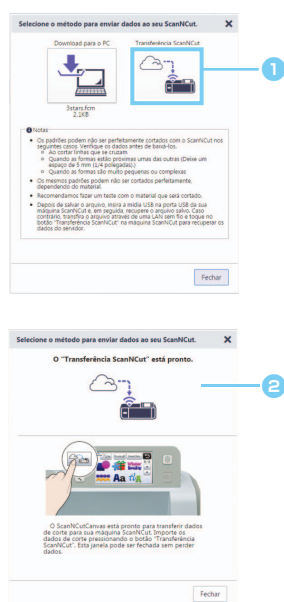 Selecione o método para enviar dados ao seu ScanNCut.
Download para o PC
Transferência ScanNCut
1
3stars.fcm
2.1KB
Notas
Os padrões podem não ser perfeitamente cortados com o ScanNCut nos
seguintes casos. Verifique os dados antes de baixá-los.
Ao cortar linhas que se cruzam
Quando as formas estão próximas umas das outras (Deixe um
espaço de 5 mm (1/4 polegadas).)
Quando as formas são muito pequenas ou complexas
Os mesmos padrões podem não ser cortados perfeitamente,
dependendo do material.
Recomendamos fazer um teste com o material que será cortado.
Depois de salvar o arquivo, insira a mídia USB na porta USB da sua
máquina ScanNCut e, em seguida, recupere o arquivo salvo. Caso
contrário, transfira o arquivo através de uma LAN sem fio e toque no
botão "Transferência ScanNCut" na máquina ScanNCut para recuperar os
dados do servidor.
Fechar
Selecione o método para enviar dados ao seu ScanNCut.
O "Transferência ScanNCut" está pronto.
2
Aa
O ScanNCutCanvas está pronto para transferir dados
de corte para sua máquina ScanNCut. Importe os
dados de corte pressionando o botão "Transferência
ScanNCut". Esta janela pode ser fechada sem perder
dados.
Fechar